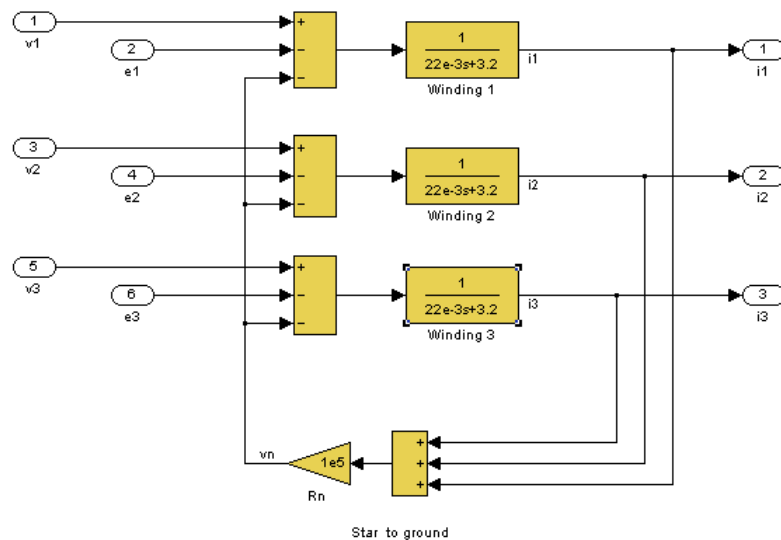 1
v1
2
e1
+
−
−
1
22e-3s+3.2
Winding 1
i1
1
i1
3
v2
4
e2
+
−
−
1
22e-3s+3.2
Winding 2
i2
2
i2
5
v3
6
e3
+
−
−
1
22e-3s+3.2
Winding 3
i3
3
i3
vn
1e5
Rn
+
+
+
Star to ground